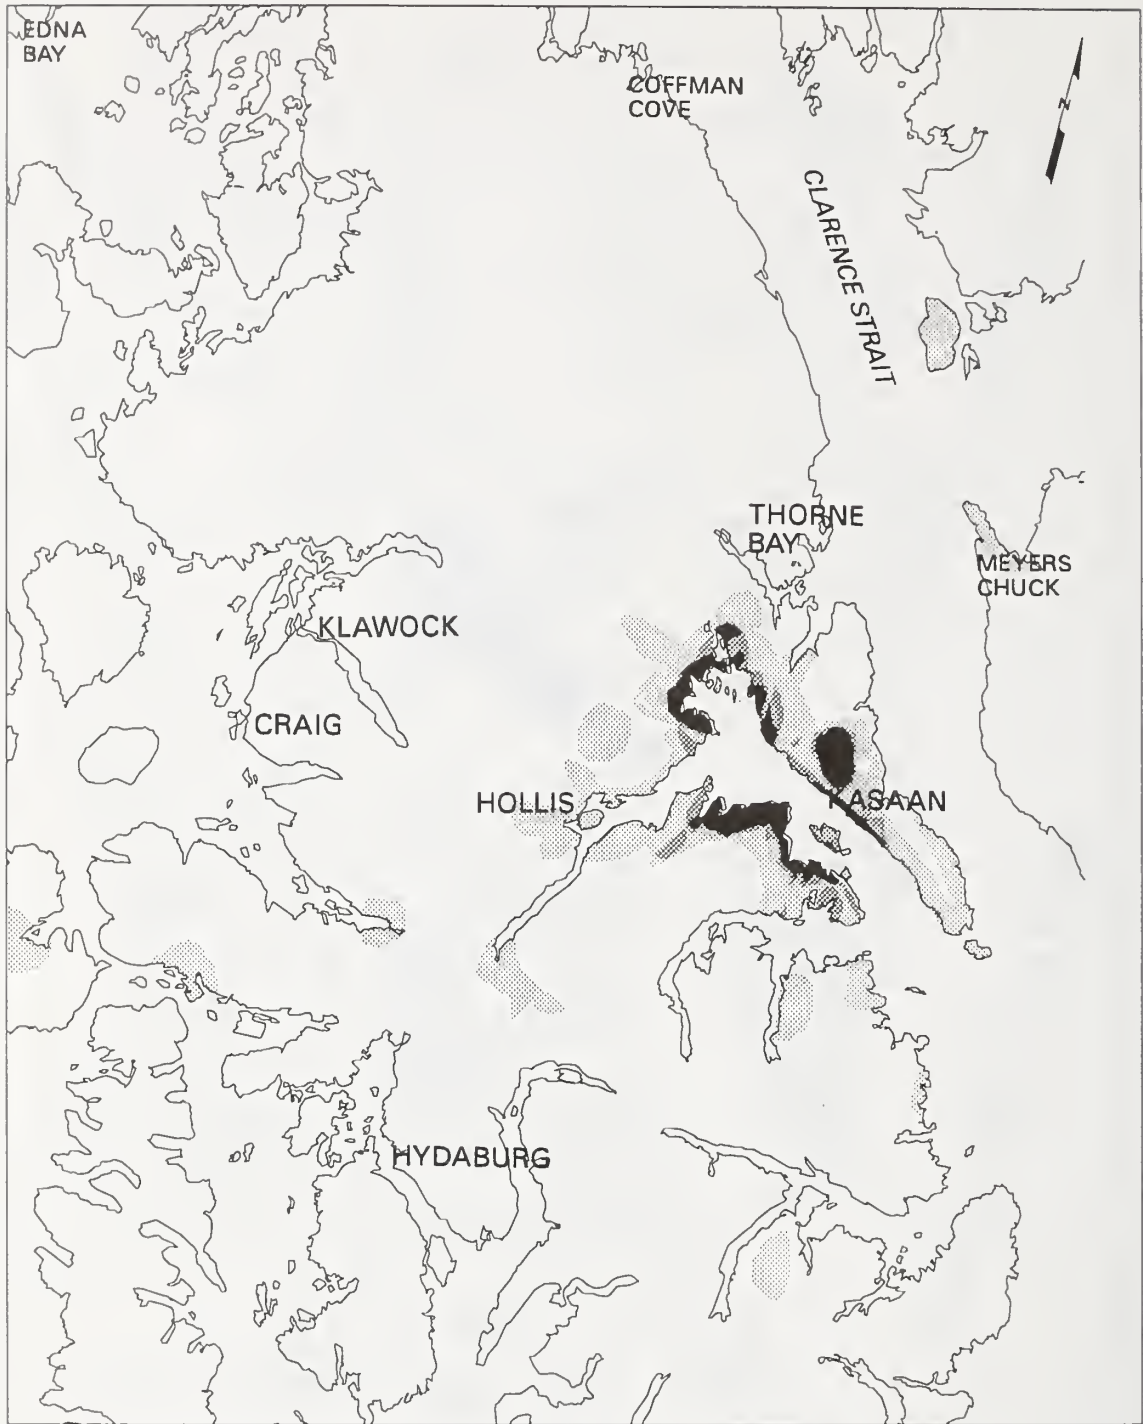 EDNA
BAY
COFFMAN
COVE
N
CLARENCE STRAIT
THORNE
BAY
MEYERS
CHUCK
KLAWOCK
CRAIG
HOLLIS
KASAAN
HYDABURG